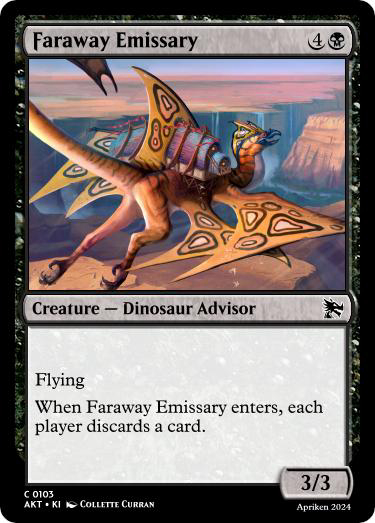 Faraway Emissary 4
Creature — Dinosaur Advisor
Flying
When Faraway Emissary enters, each
player discards a card.
3/3
C 0103
AKT • KI Collette Curran
Apriken 2024